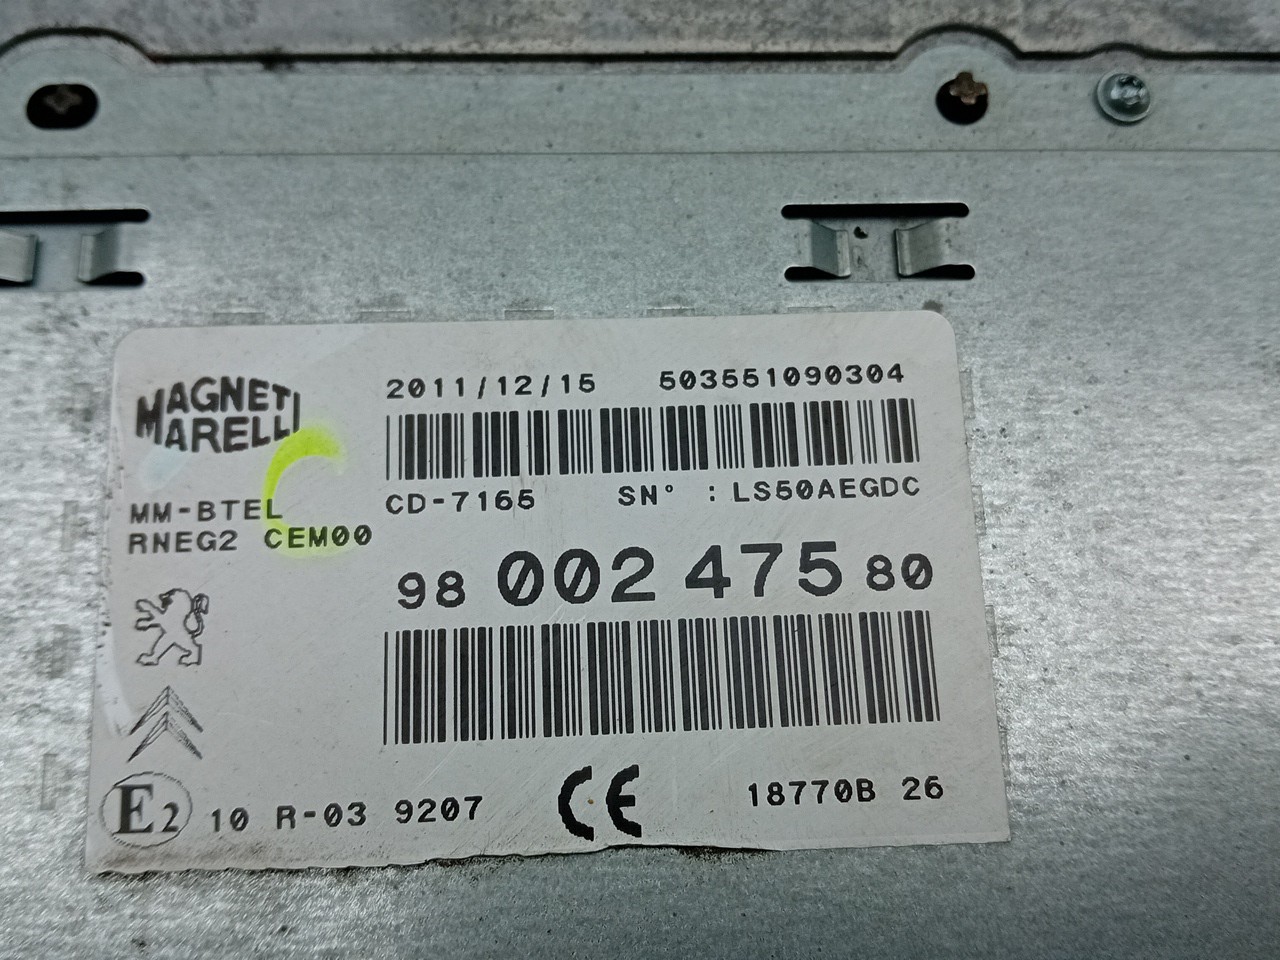 MAGNETI
MARELLI
2011/12/15 503551090304
CD-7165 SN° : LS50AEGDC
MM-BTEL
RNEG2 CEM00
98 002 475 80
E2 10 R-03 9207 CE 18770B 26